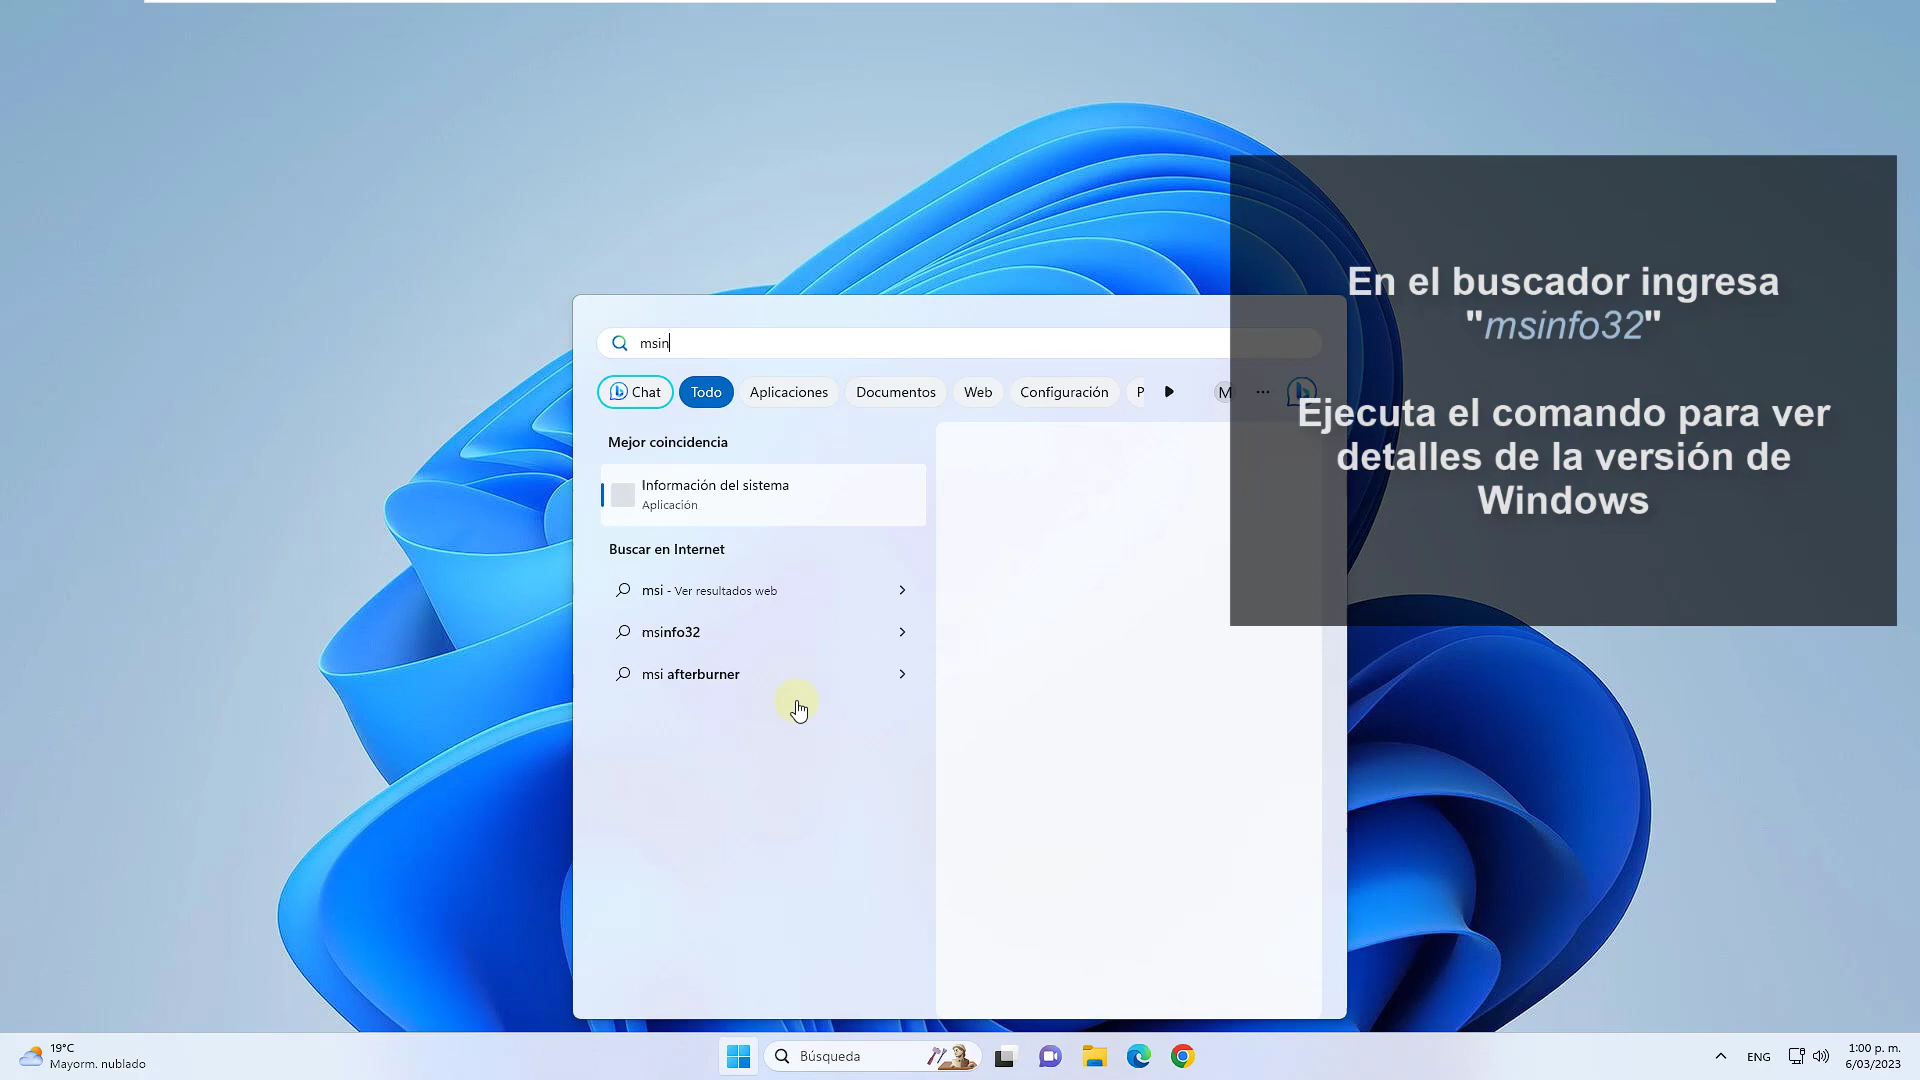 En el buscador ingresa
"msinfo32"
Ejecuta el comando para ver
detalles de la versión de
Windows
msin
Chat
Todo
Aplicaciones
Documentos
Web
Configuración
P
M
Mejor coincidencia
Información del sistema
Aplicación
Buscar en Internet
msi - Ver resultados web
msinfo32
msi afterburner
19°C
Mayorm. nublado
Búsqueda
ENG
1:00 p. m.
6/03/2023